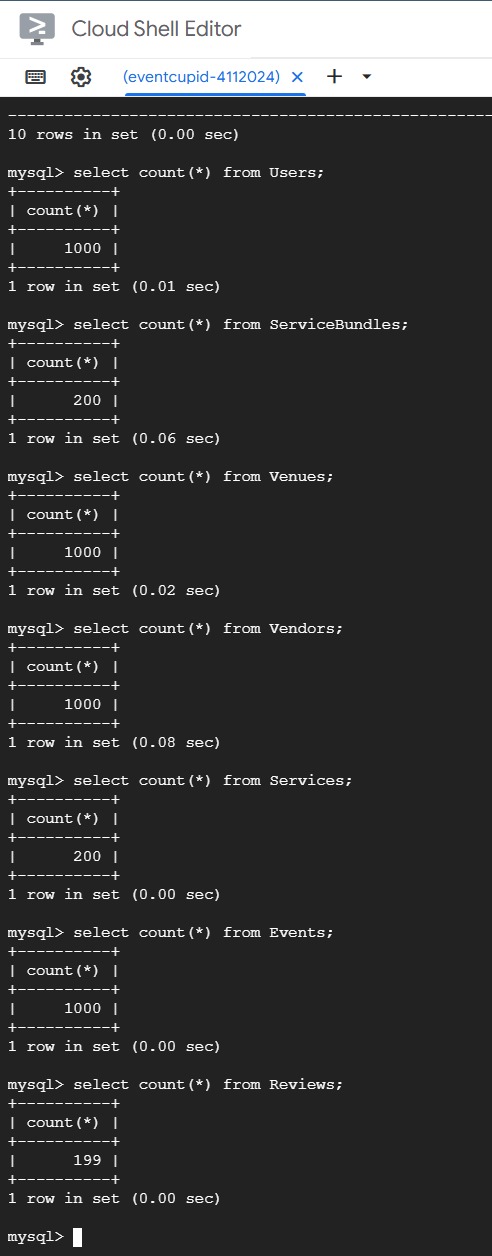 Cloud Shell Editor
(eventcupid-4112024) × +
----------------------------------------------------
10 rows in set (0.00 sec)
mysql> select count(*) from Users;
+----------+
| count(*) |
+----------+
|     1000 |
+----------+
1 row in set (0.01 sec)
mysql> select count(*) from ServiceBundles;
+----------+
| count(*) |
+----------+
|      200 |
+----------+
1 row in set (0.06 sec)
mysql> select count(*) from Venues;
+----------+
| count(*) |
+----------+
|     1000 |
+----------+
1 row in set (0.02 sec)
mysql> select count(*) from Vendors;
+----------+
| count(*) |
+----------+
|     1000 |
+----------+
1 row in set (0.08 sec)
mysql> select count(*) from Services;
+----------+
| count(*) |
+----------+
|      200 |
+----------+
1 row in set (0.00 sec)
mysql> select count(*) from Events;
+----------+
| count(*) |
+----------+
|     1000 |
+----------+
1 row in set (0.00 sec)
mysql> select count(*) from Reviews;
+----------+
| count(*) |
+----------+
|      199 |
+----------+
1 row in set (0.00 sec)
mysql>